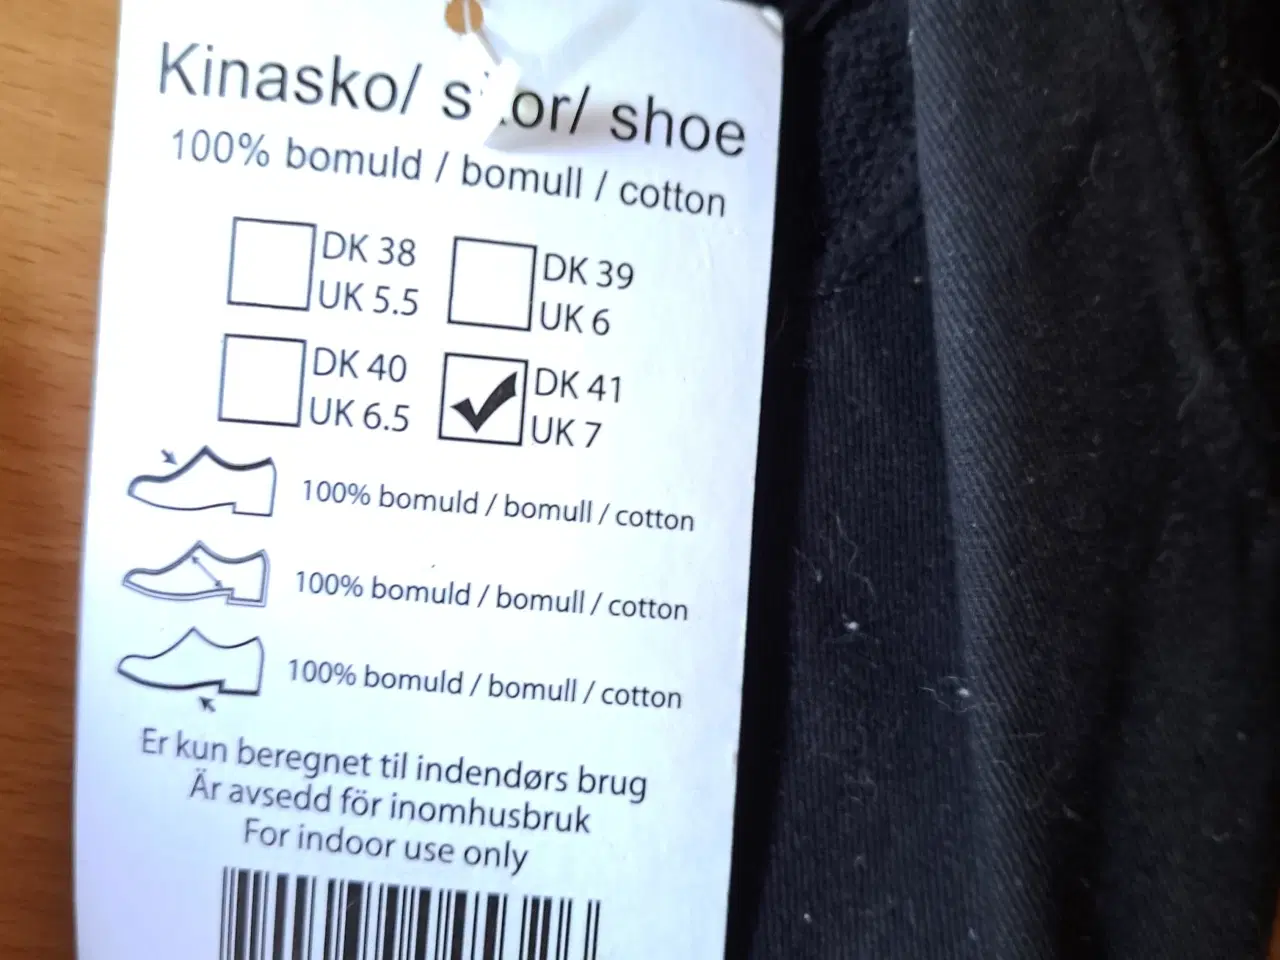 Kinasko/ shoe
100% bomuld / bomull / cotton
DK 38
UK 5.5
DK 39
UK 6
DK 40
UK 6.5
DK 41
UK 7
100% bomuld / bomull / cotton
100% bomuld / bomull / cotton
100% bomuld / bomull / cotton
Er kun beregnet til indendørs brug
Är avsedd för inomhusbruk
For indoor use only